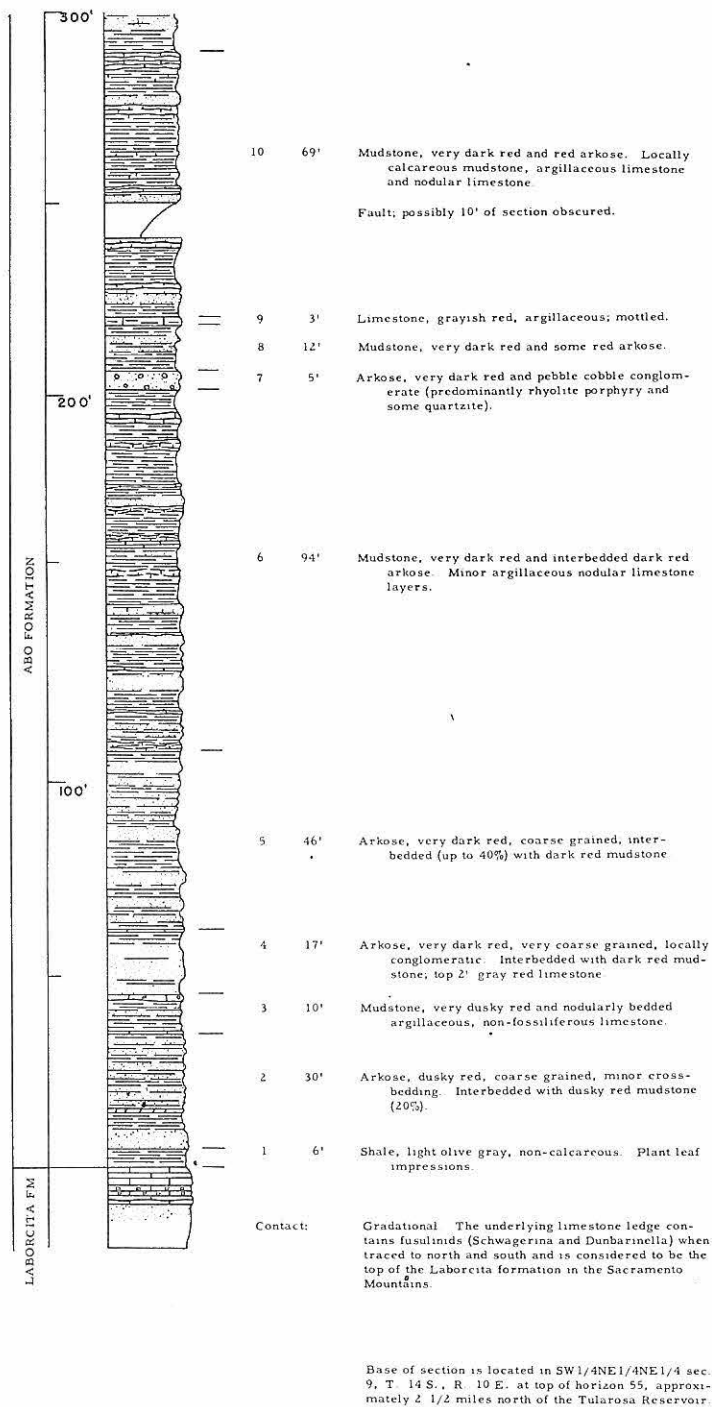 300'
10 69' Mudstone, very dark red and red arkose. Locally
calcareous mudstone, argillaceous limestone
and nodular limestone
Fault; possibly 10' of section obscured.
9 3' Limestone, grayish red, argillaceous; mottled.
8 12' Mudstone, very dark red and some red arkose.
7 5' Arkose, very dark red and pebble cobble conglom-
erate (predominantly rhyolite porphyry and
some quartzite).
200'
6 94' Mudstone, very dark red and interbedded dark red
arkose. Minor argillaceous nodular limestone
layers.
ABO FORMATION
100'
5 46' Arkose, very dark red, coarse grained, inter-
bedded (up to 40%) with dark red mudstone
4 17' Arkose, very dark red, very coarse grained, locally
conglomeratic. Interbedded with dark red mud-
stone; top 2' gray red limestone
3 10' Mudstone, very dusky red and nodularly bedded
argillaceous, non-fossiliferous limestone.
2 30' Arkose, dusky red, coarse grained, minor cross-
bedding. Interbedded with dusky red mudstone
(20%).
1 6' Shale, light olive gray, non-calcareous. Plant leaf
impressions.
LABORCITA FM
Contact: Gradational The underlying limestone ledge con-
tains fusulinids (Schwagerina and Dunbarinella) when
traced to north and south and is considered to be the
top of the Laborcita formation in the Sacramento
Mountains.
Base of section is located in SW1/4NE1/4NE1/4 sec.
9, T. 14 S., R. 10 E. at top of horizon 55, approxi-
mately 2 1/2 miles north of the Tularosa Reservoir.